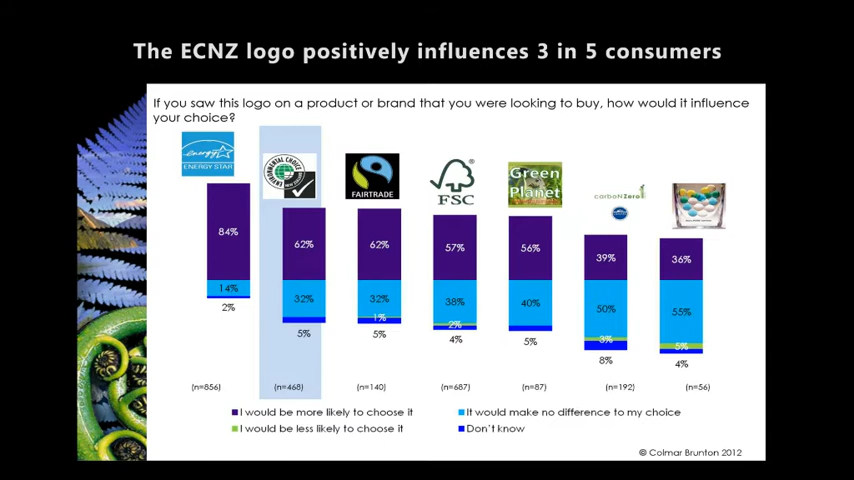 The ECNZ logo positively influences 3 in 5 consumers
If you saw this logo on a product or brand that you were looking to buy, how would it influence
your choice?
energy
ENERGY STAR
ENVIRONMENTAL CHOICE
NEW ZEALAND
FAIRTRADE
®
FSC
Green
Planet
carboNZero
84% 62% 62% 57% 56% 39% 36%
14% 32% 32% 38% 40% 50% 55%
1% 2% 3% 5%
2% 5% 5% 4% 5% 8% 4%
(n=856) (n=468) (n=140) (n=687) (n=87) (n=192) (n=56)
I would be more likely to choose it It would make no difference to my choice
I would be less likely to choose it Don't know
© Colmar Brunton 2012